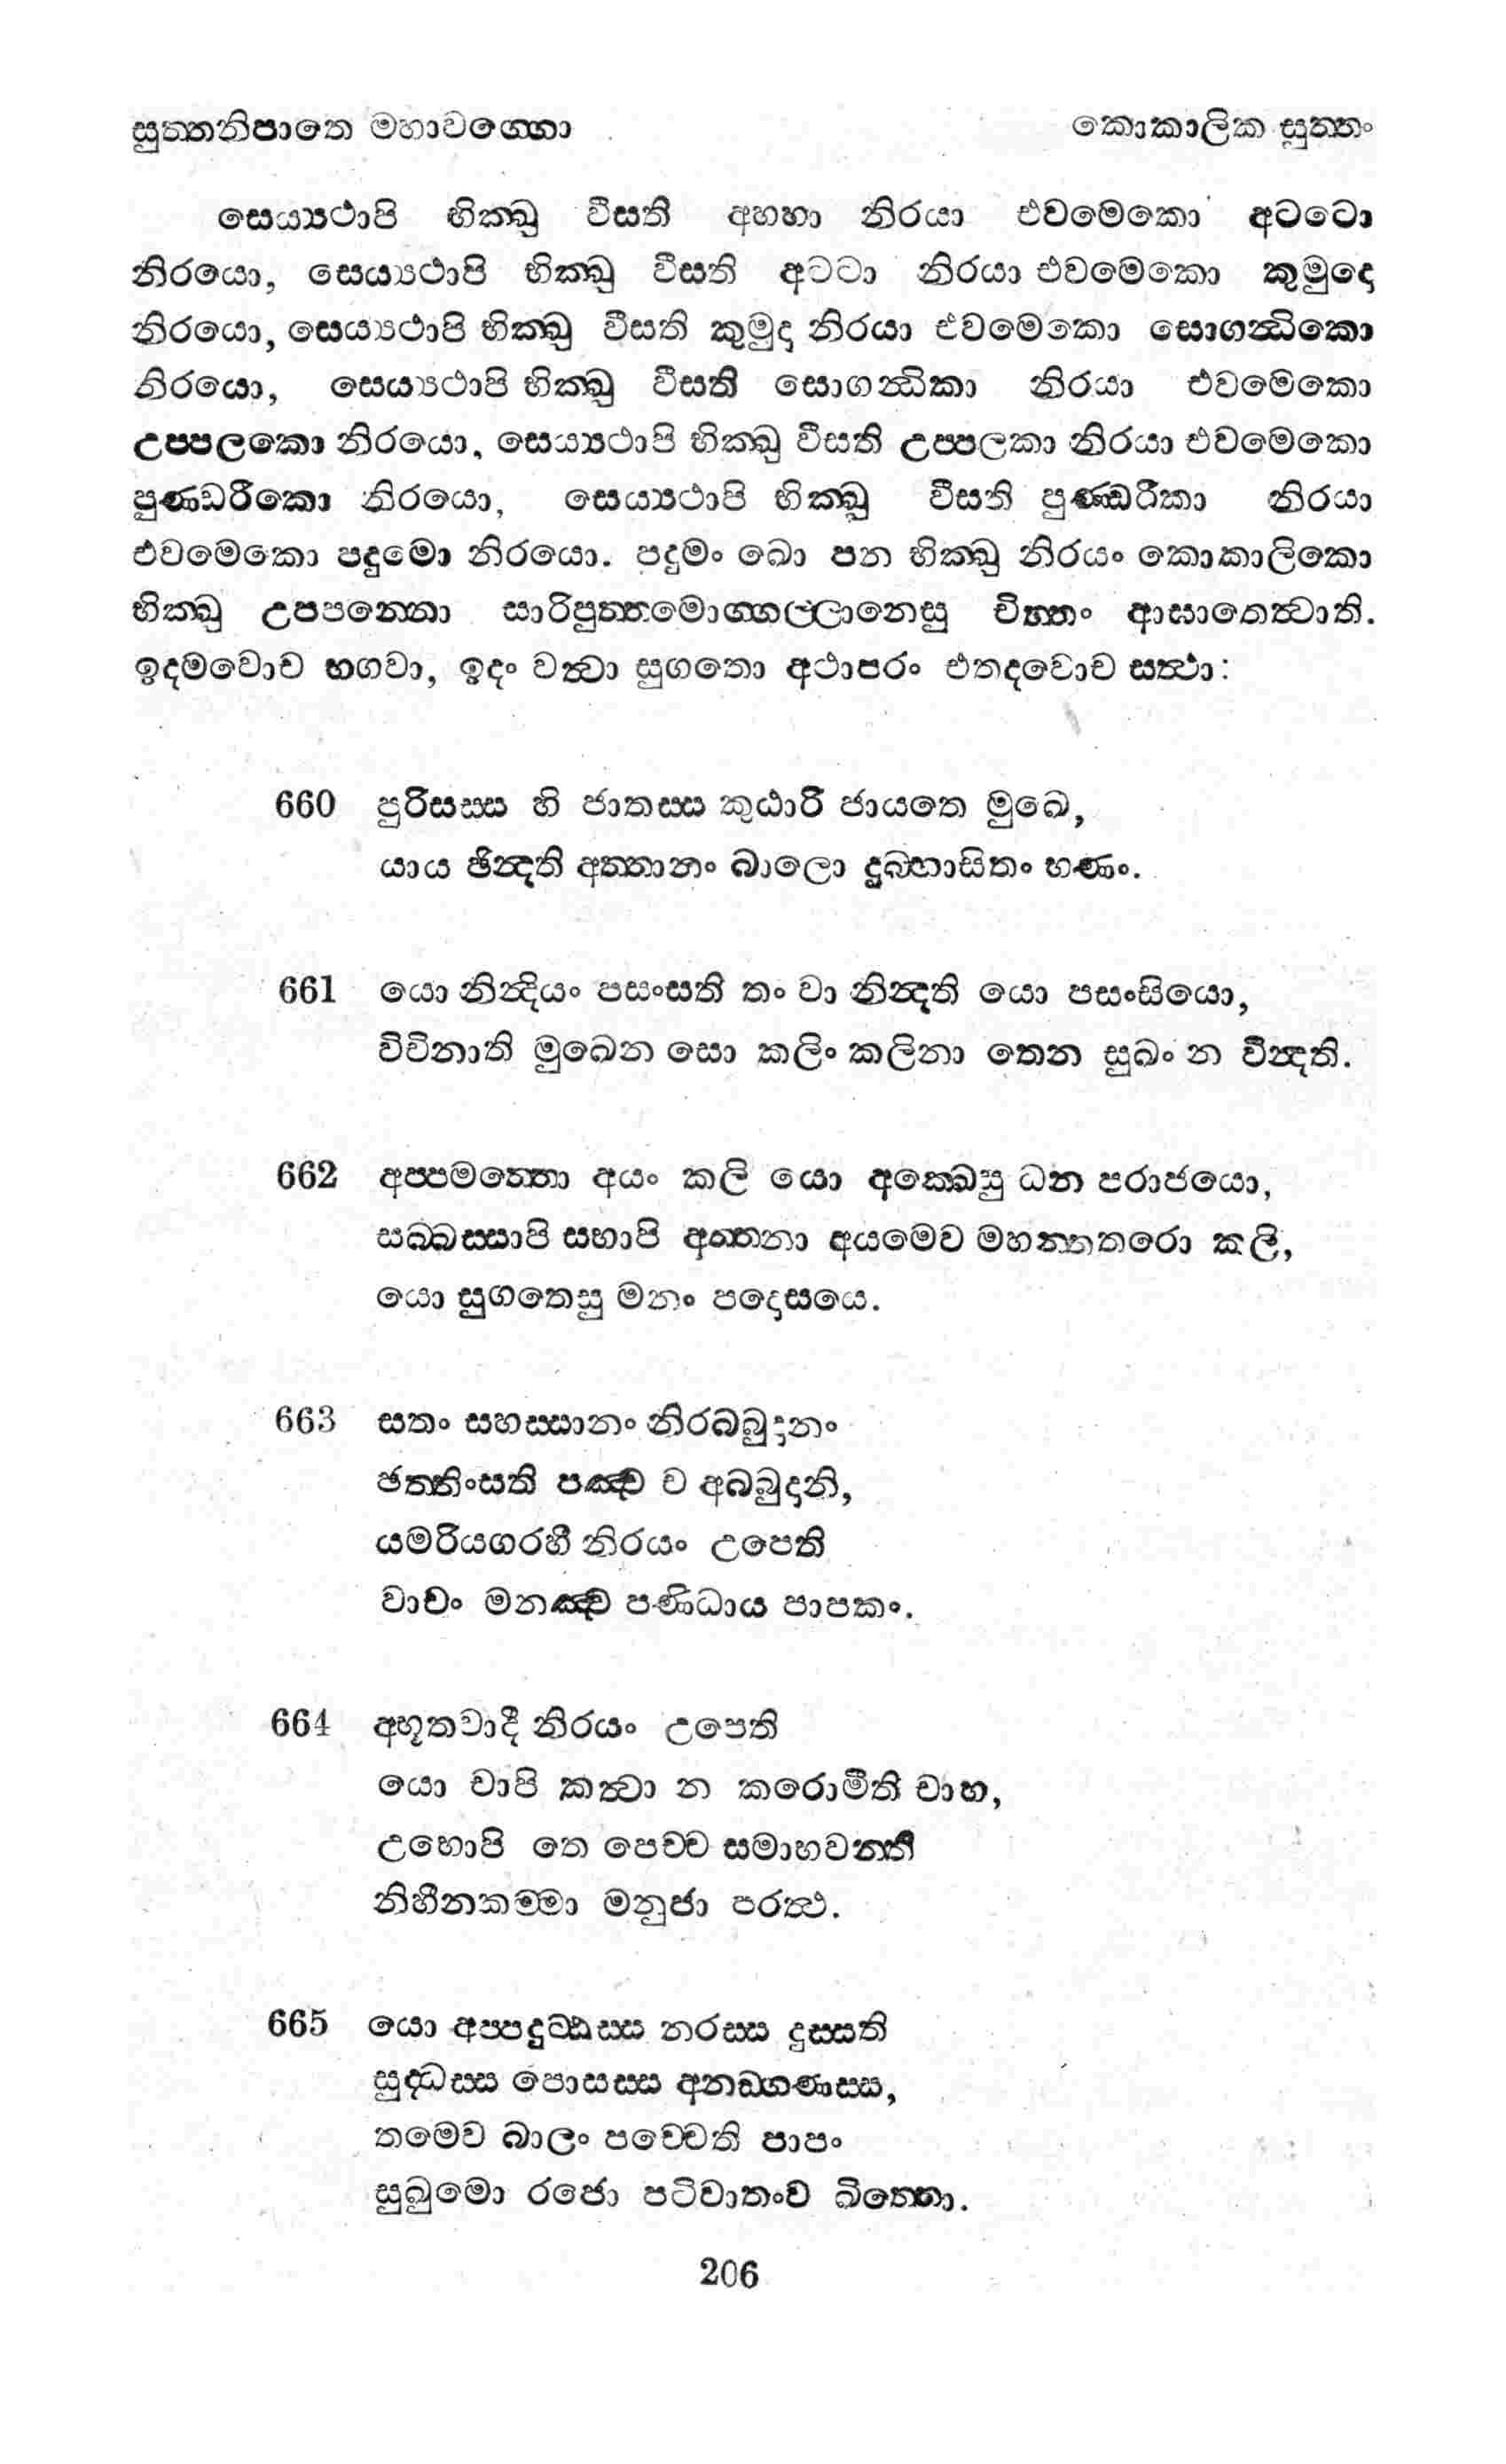 සුත්තනිපාතෙ මහාවග්ගො
කොකාලික සුත්තං
සෙය්‍යථාපි භික්ඛු වීසති අහහා නිරයා එවමෙකො අටටො
නිරයො, සෙය්‍යථාපි භික්ඛු වීසති අටටා නිරයා එවමෙකො කුමුදො
නිරයො, සෙය්‍යථාපි භික්ඛු වීසති කුමුදා නිරයා එවමෙකො සොගන්ධිකො
නිරයො, සෙය්‍යථාපි භික්ඛු වීසති සොගන්ධිකා නිරයා එවමෙකො
උප්පලකො නිරයො, සෙය්‍යථාපි භික්ඛු වීසති උප්පලකා නිරයා එවමෙකො
පුණ්ඩරීකො නිරයො, සෙය්‍යථාපි භික්ඛු වීසති පුණ්ඩරීකා නිරයා
එවමෙකො පදුමො නිරයො. පදුමං ඛො පන භික්ඛු නිරයං කොකාලිකො
භික්ඛු උපපන්නො සාරිපුත්තමොග්ගල්ලානෙසු චිත්තං ආඝාතෙත්වාති.
ඉදමවොච භගවා, ඉදං වත්වා සුගතො අථාපරං එතදවොච සත්ථා:
660 පුරිසස්ස හි ජාතස්ස කුඨාරී ජායතෙ මුඛෙ,
යාය ඡින්දති අත්තානං බාලො දුබ්භාසිතං භණං.
661 යො නින්දියං පසංසති තං වා නින්දති යො පසංසියො,
විචිනාති මුඛෙන සො කලිං කලිනා තෙන සුඛං න වින්දති.
662 අප්පමත්තො අයං කලි යො අක්ඛෙසු ධන පරාජයො,
සබ්බස්සාපි සහාපි අත්තනා අයමෙව මහත්තතරො කලි,
යො සුගතෙසු මනං පදොසයෙ.
663 සතං සහස්සානං නිරබ්බුදානං
ඡත්තිංසති පඤ්ච ච අබ්බුදානි,
යමරියගරහී නිරයං උපෙති
වාචං මනඤ්ච පණිධාය පාපකං.
664 අභූතවාදී නිරයං උපෙති
යො චාපි කත්වා න කරොමීති චාහ,
උභොපි තෙ පෙච්ච සමාභවන්ති
නිහීනකම්මා මනුජා පරත්ථ.
665 යො අප්පදුට්ඨස්ස නරස්ස දුස්සති
සුද්ධස්ස පොසස්ස අනඞ්ගණස්ස,
තමෙව බාලං පච්චෙති පාපං
සුඛුමො රජො පටිවාතංව ඛිත්තො.
206